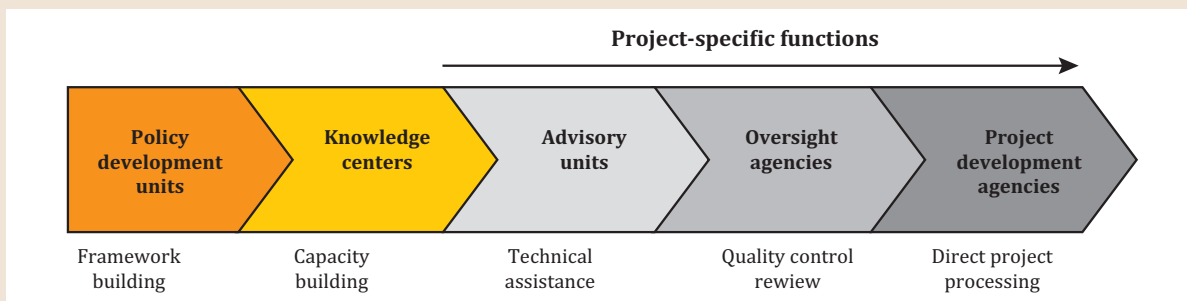 Project-specific functions
Policy
development
units
Knowledge
centers
Advisory
units
Oversight
agencies
Project
development
agencies
Framework
building
Capacity
building
Technical
assistance
Quality control
rewiew
Direct project
processing